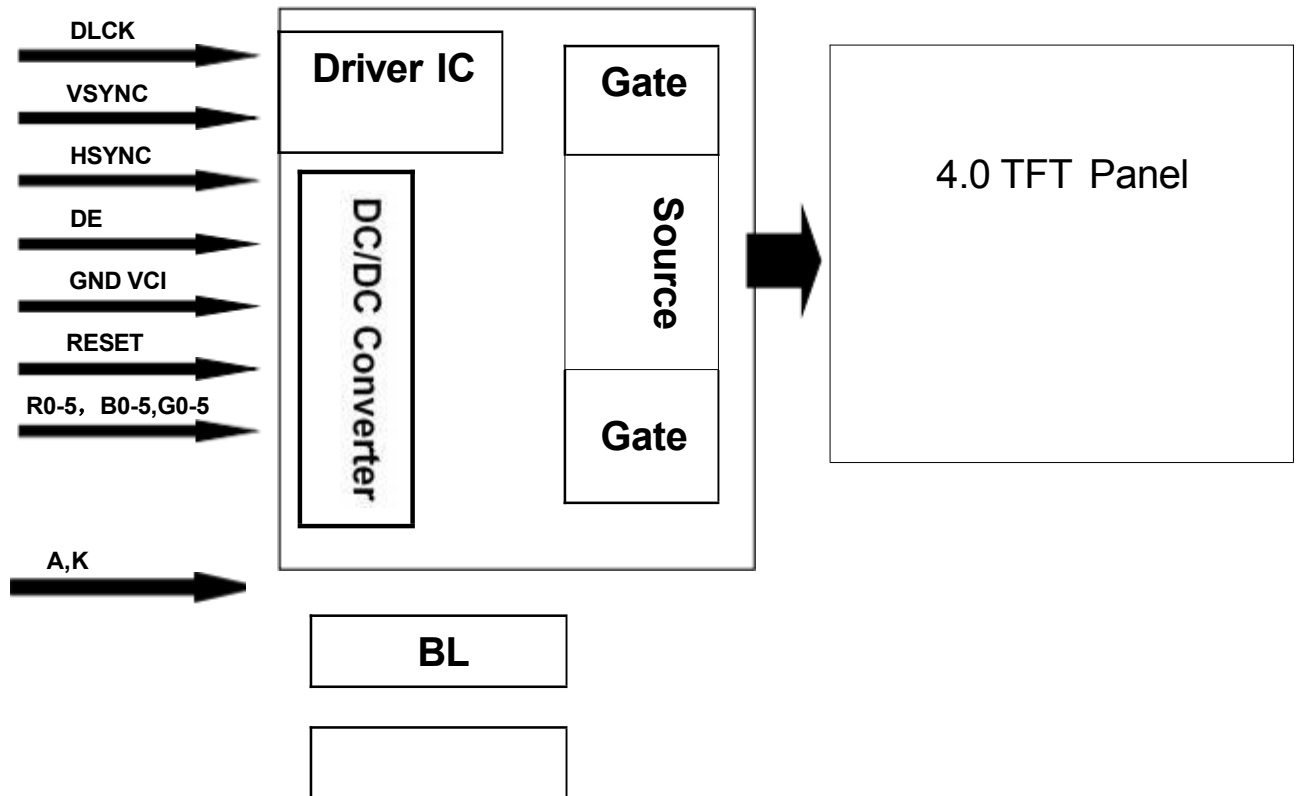 DLCK
VSYNC
HSYNC
DE
GND VCI
RESET
R0-5，B0-5,G0-5
A,K
Driver IC
DC/DC Converter
Gate
Source
Gate
4.0 TFT Panel
BL